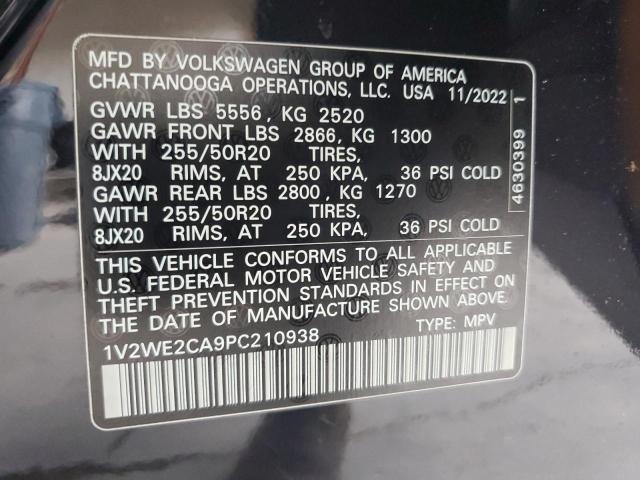 MFD BY VOLKSWAGEN GROUP OF AMERICA
CHATTANOOGA OPERATIONS, LLC. USA 11/2022
GVWR LBS 5556, KG 2520
GAWR FRONT LBS 2866, KG 1300
WITH 255/50R20 TIRES,
8JX20 RIMS, AT 250 KPA, 36 PSI COLD
GAWR REAR LBS 2800, KG 1270
WITH 255/50R20 TIRES,
8JX20 RIMS, AT 250 KPA, 36 PSI COLD
4630399 1
THIS VEHICLE CONFORMS TO ALL APPLICABLE
U.S. FEDERAL MOTOR VEHICLE SAFETY AND
THEFT PREVENTION STANDARDS IN EFFECT ON
THE DATE OF MANUFACTURE SHOWN ABOVE.
1V2WE2CA9PC210938 TYPE: MPV